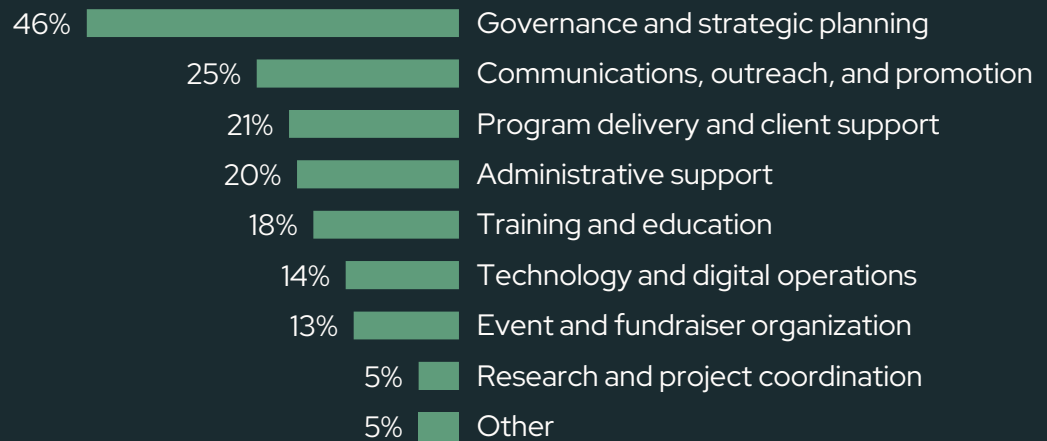 46% Governance and strategic planning
25% Communications, outreach, and promotion
21% Program delivery and client support
20% Administrative support
18% Training and education
14% Technology and digital operations
13% Event and fundraiser organization
5% Research and project coordination
5% Other